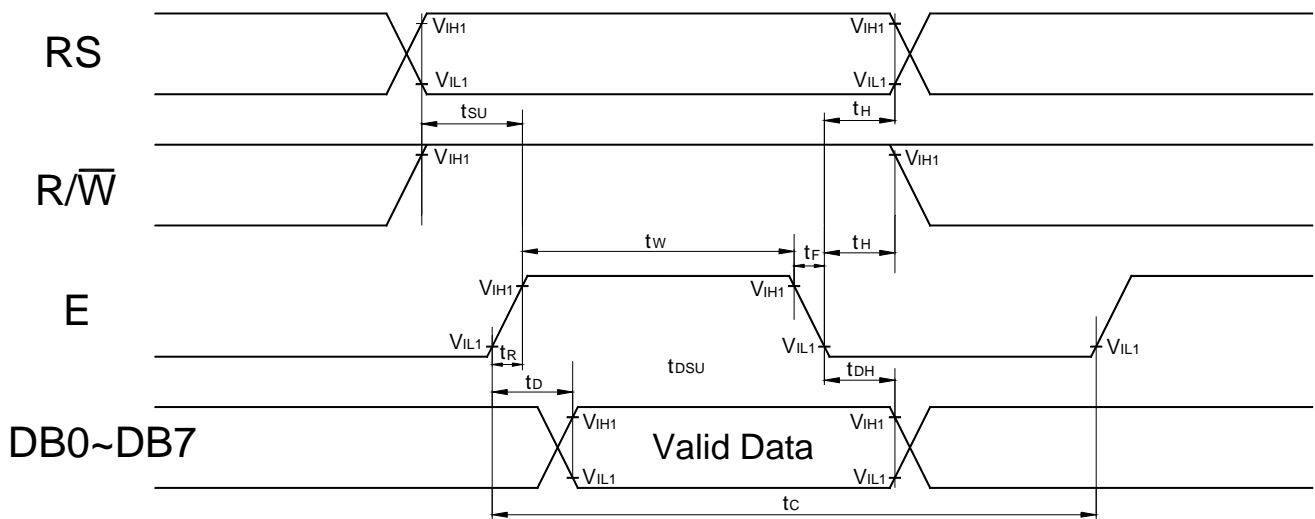 RS
VIH1
VIH1
VIL1
VIL1
tSU
tH
R/W̅
VIH1
VIH1
tW
tF
tH
E
VIH1
VIH1
VIL1
VIL1
VIL1
tR
tDSU
tD
tDH
DB0~DB7
VIH1
VIH1
Valid Data
VIL1
VIL1
tC